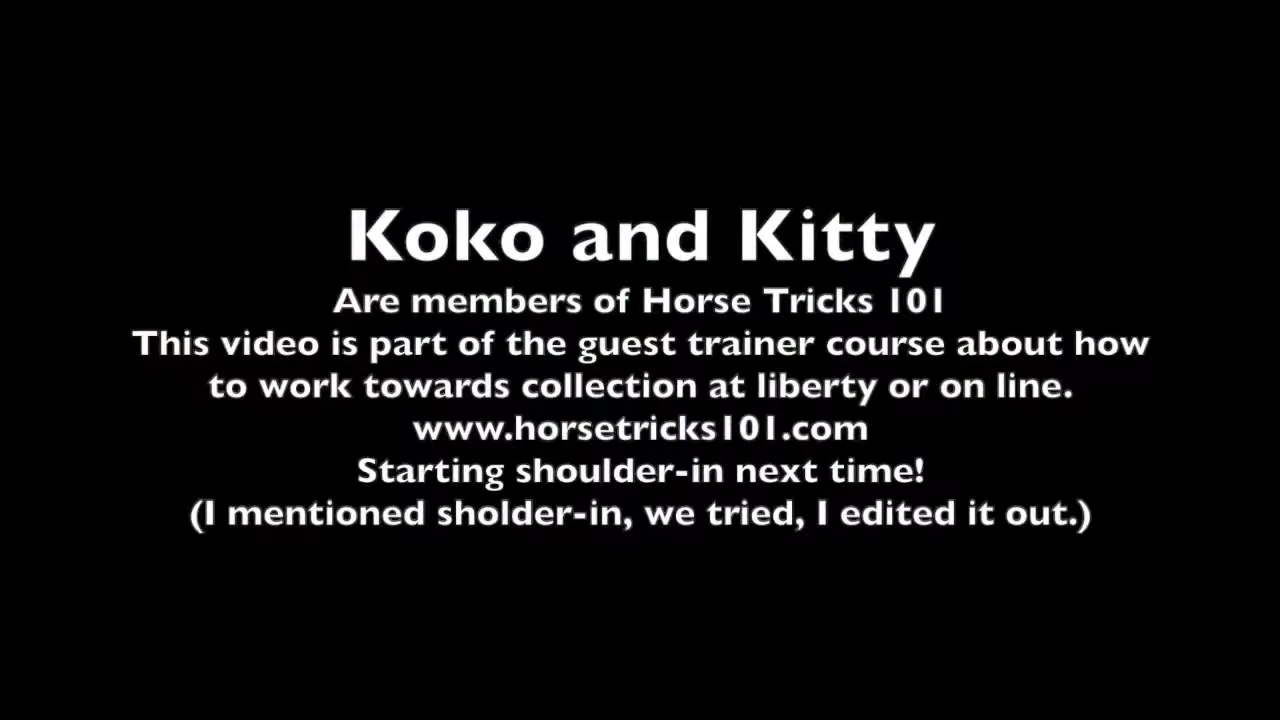 Koko and Kitty
Are members of Horse Tricks 101
This video is part of the guest trainer course about how
to work towards collection at liberty or on line.
www.horsetricks101.com
Starting shoulder-in next time!
(I mentioned sholder-in, we tried, I edited it out.)